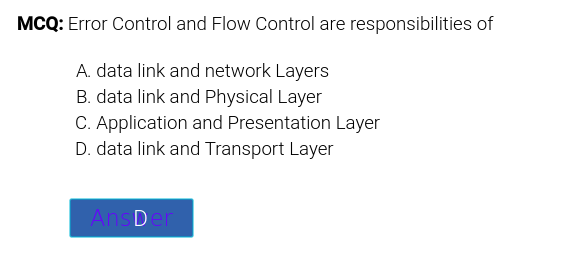 MCQ: Error Control and Flow Control are responsibilities of
A. data link and network Layers
B. data link and Physical Layer
C. Application and Presentation Layer
D. data link and Transport Layer
Answer
D